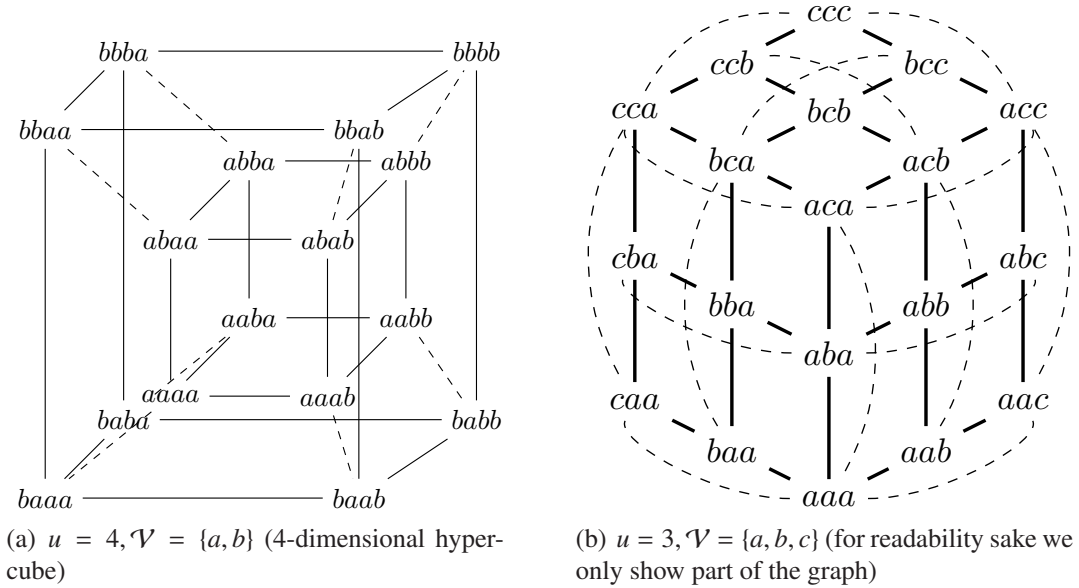 bbba bbbb
bbaa bbab
abba abbb
abaa abab
aaba aabb
aaaa aaab
baba babb
baaa baab
(a) u = 4, 𝒱 = {a, b} (4-dimensional hyper-
cube)
ccc
ccb bcc
cca bcb acc
bca acb
aca
cba abc
bba abb
aba
caa aac
baa aab
aaa
(b) u = 3, 𝒱 = {a, b, c} (for readability sake we
only show part of the graph)